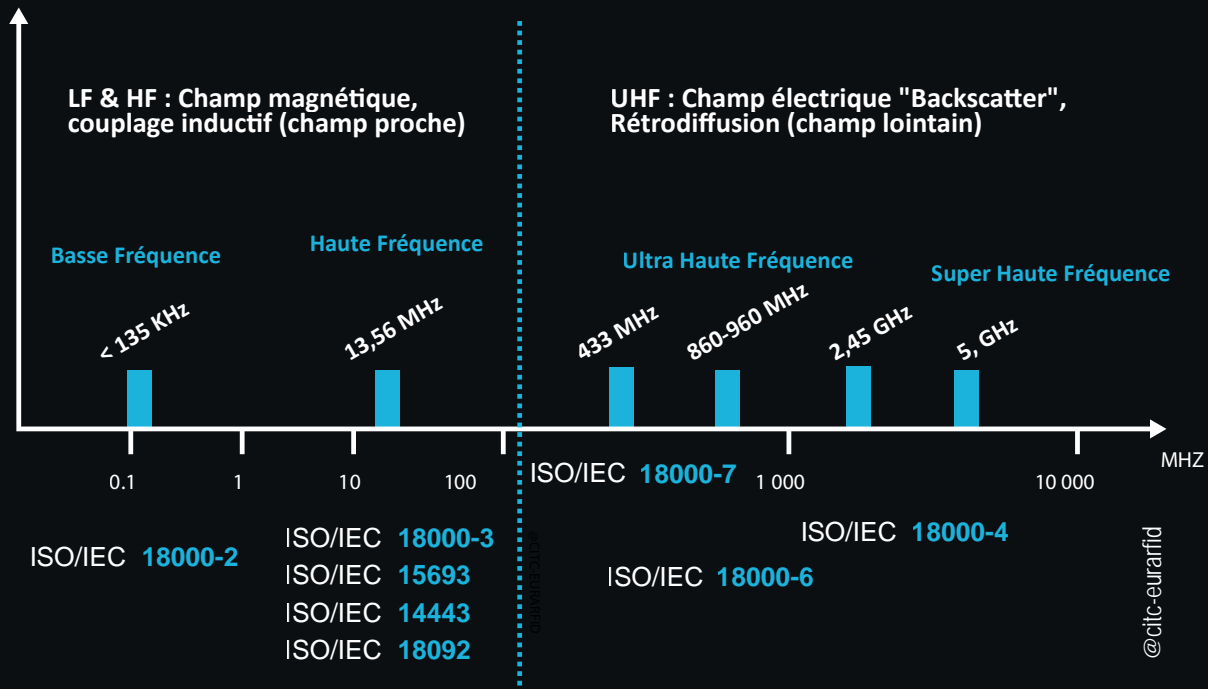 LF & HF : Champ magnétique,
couplage inductif (champ proche)
UHF : Champ électrique "Backscatter",
Rétrodiffusion (champ lointain)
Basse Fréquence
Haute Fréquence
Ultra Haute Fréquence
Super Haute Fréquence
< 135 KHz
13,56 MHz
433 MHz
860-960 MHz
2,45 GHz
5, GHz
MHZ
0.1
1
10
100
1 000
10 000
ISO/IEC 18000-7
ISO/IEC 18000-2
ISO/IEC 18000-3
ISO/IEC 15693
ISO/IEC 14443
ISO/IEC 18092
ISO/IEC 18000-4
ISO/IEC 18000-6
@CITC-EURARFID
@citc-eurarfid